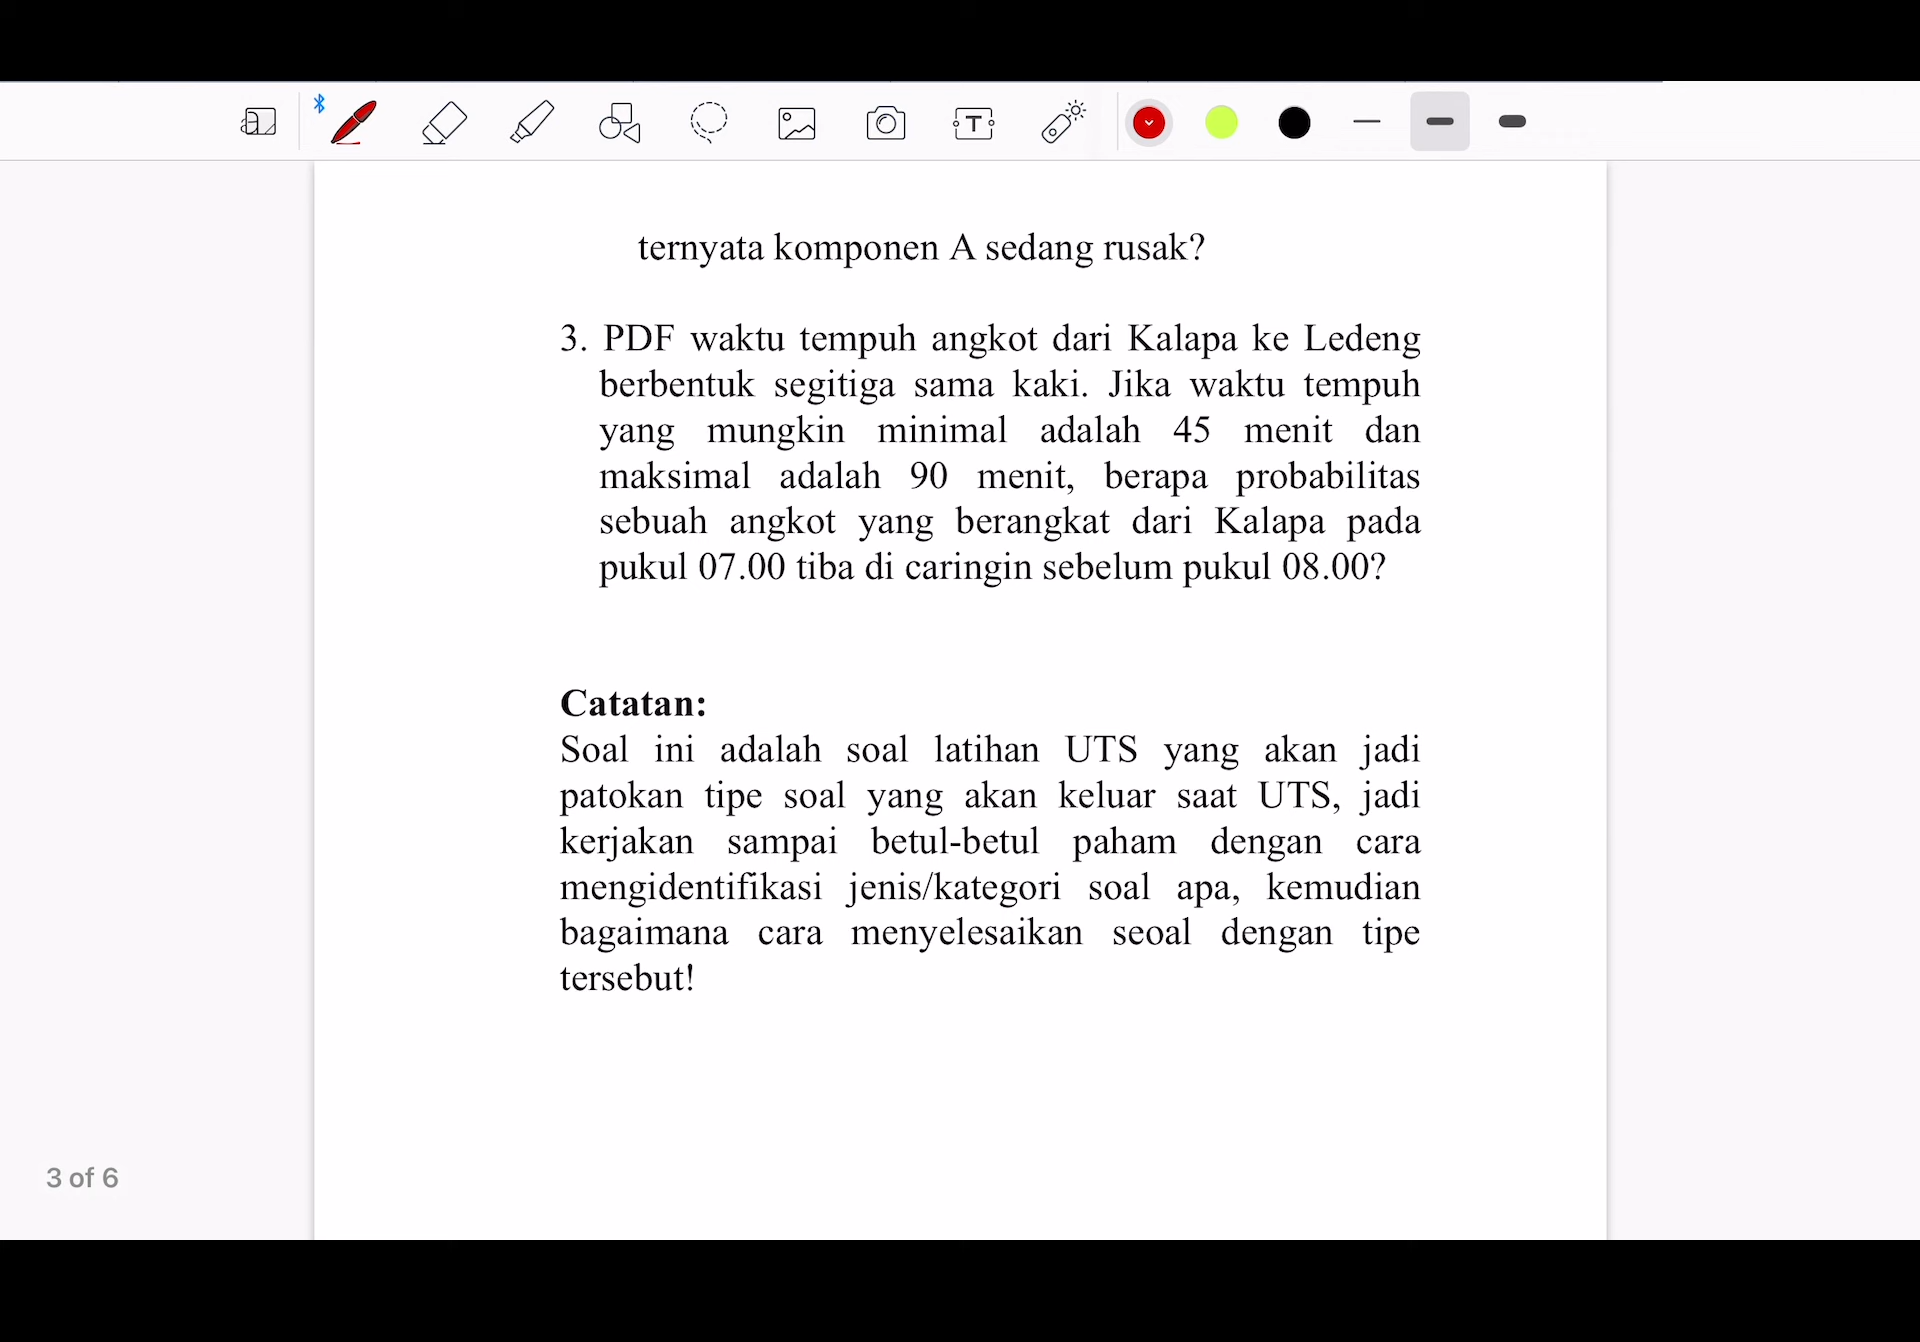 a
T
ternyata komponen A sedang rusak?
3. PDF waktu tempuh angkot dari Kalapa ke Ledeng
berbentuk segitiga sama kaki. Jika waktu tempuh
yang mungkin minimal adalah 45 menit dan
maksimal adalah 90 menit, berapa probabilitas
sebuah angkot yang berangkat dari Kalapa pada
pukul 07.00 tiba di caringin sebelum pukul 08.00?
Catatan:
Soal ini adalah soal latihan UTS yang akan jadi
patokan tipe soal yang akan keluar saat UTS, jadi
kerjakan sampai betul-betul paham dengan cara
mengidentifikasi jenis/kategori soal apa, kemudian
bagaimana cara menyelesaikan seoal dengan tipe
tersebut!
3 of 6